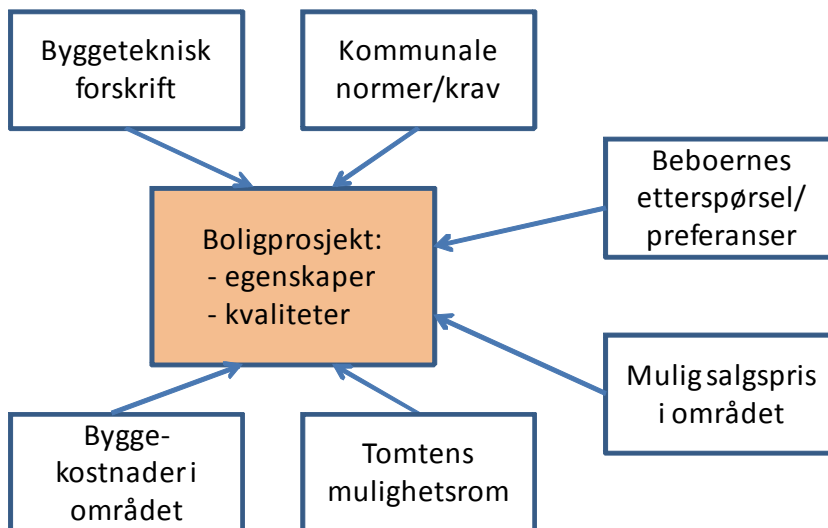 Byggeteknisk
forskrift
Kommunale
normer/krav
Beboernes
etterspørsel/
preferanser
Boligprosjekt:
- egenskaper
- kvaliteter
Mulig salgspris
i området
Bygge-
kostnader i
området
Tomtens
mulighetsrom